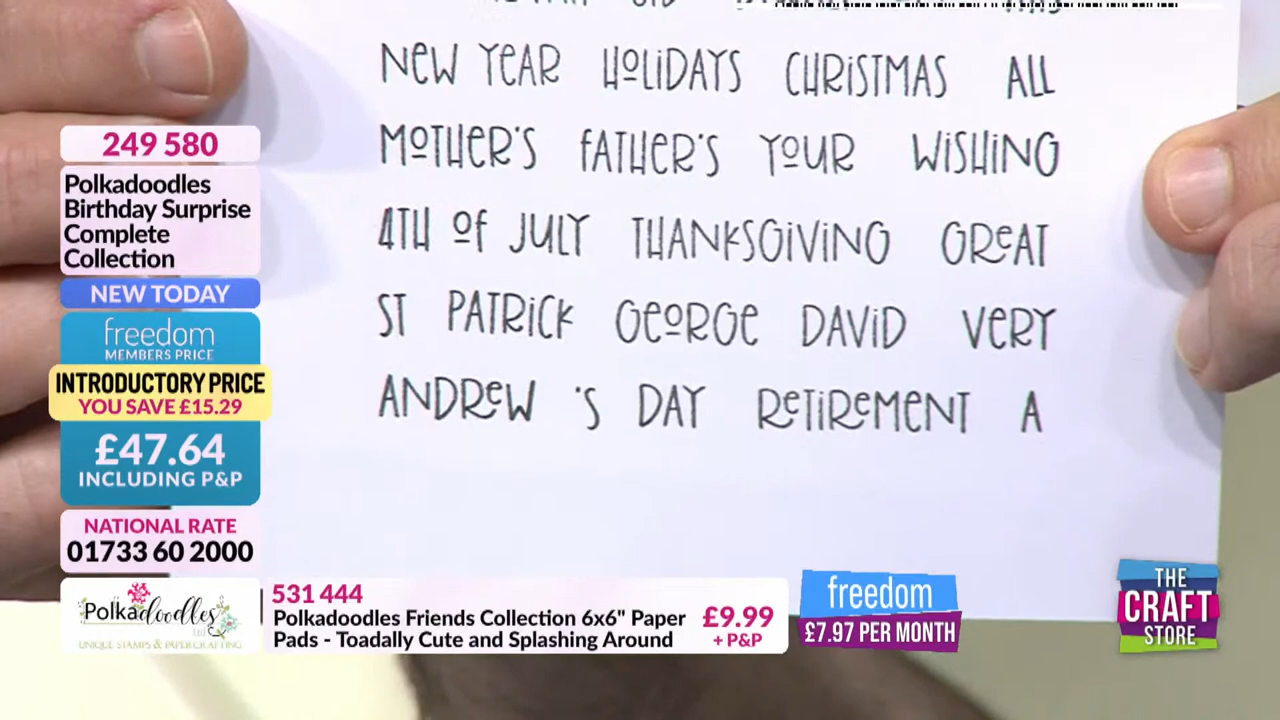 NEW YEAR HOLIDAYS CHRISTMAS ALL
MOTHER'S FATHER'S YOUR WISHING
4TH OF JULY THANKSGIVING GREAT
ST PATRICK GEORGE DAVID VERY
ANDREW 'S DAY RETIREMENT A
249 580
Polkadoodles
Birthday Surprise
Complete
Collection
NEW TODAY
freedom
MEMBERS PRICE
INTRODUCTORY PRICE
YOU SAVE £15.29
£47.64
INCLUDING P&P
NATIONAL RATE
01733 60 2000
Polkadoodles
UNIQUE STAMPS & PAPERCRAFTING
531 444
Polkadoodles Friends Collection 6x6" Paper
Pads - Toadally Cute and Splashing Around
£9.99
+ P&P
freedom
£7.97 PER MONTH
THE
CRAFT
STORE